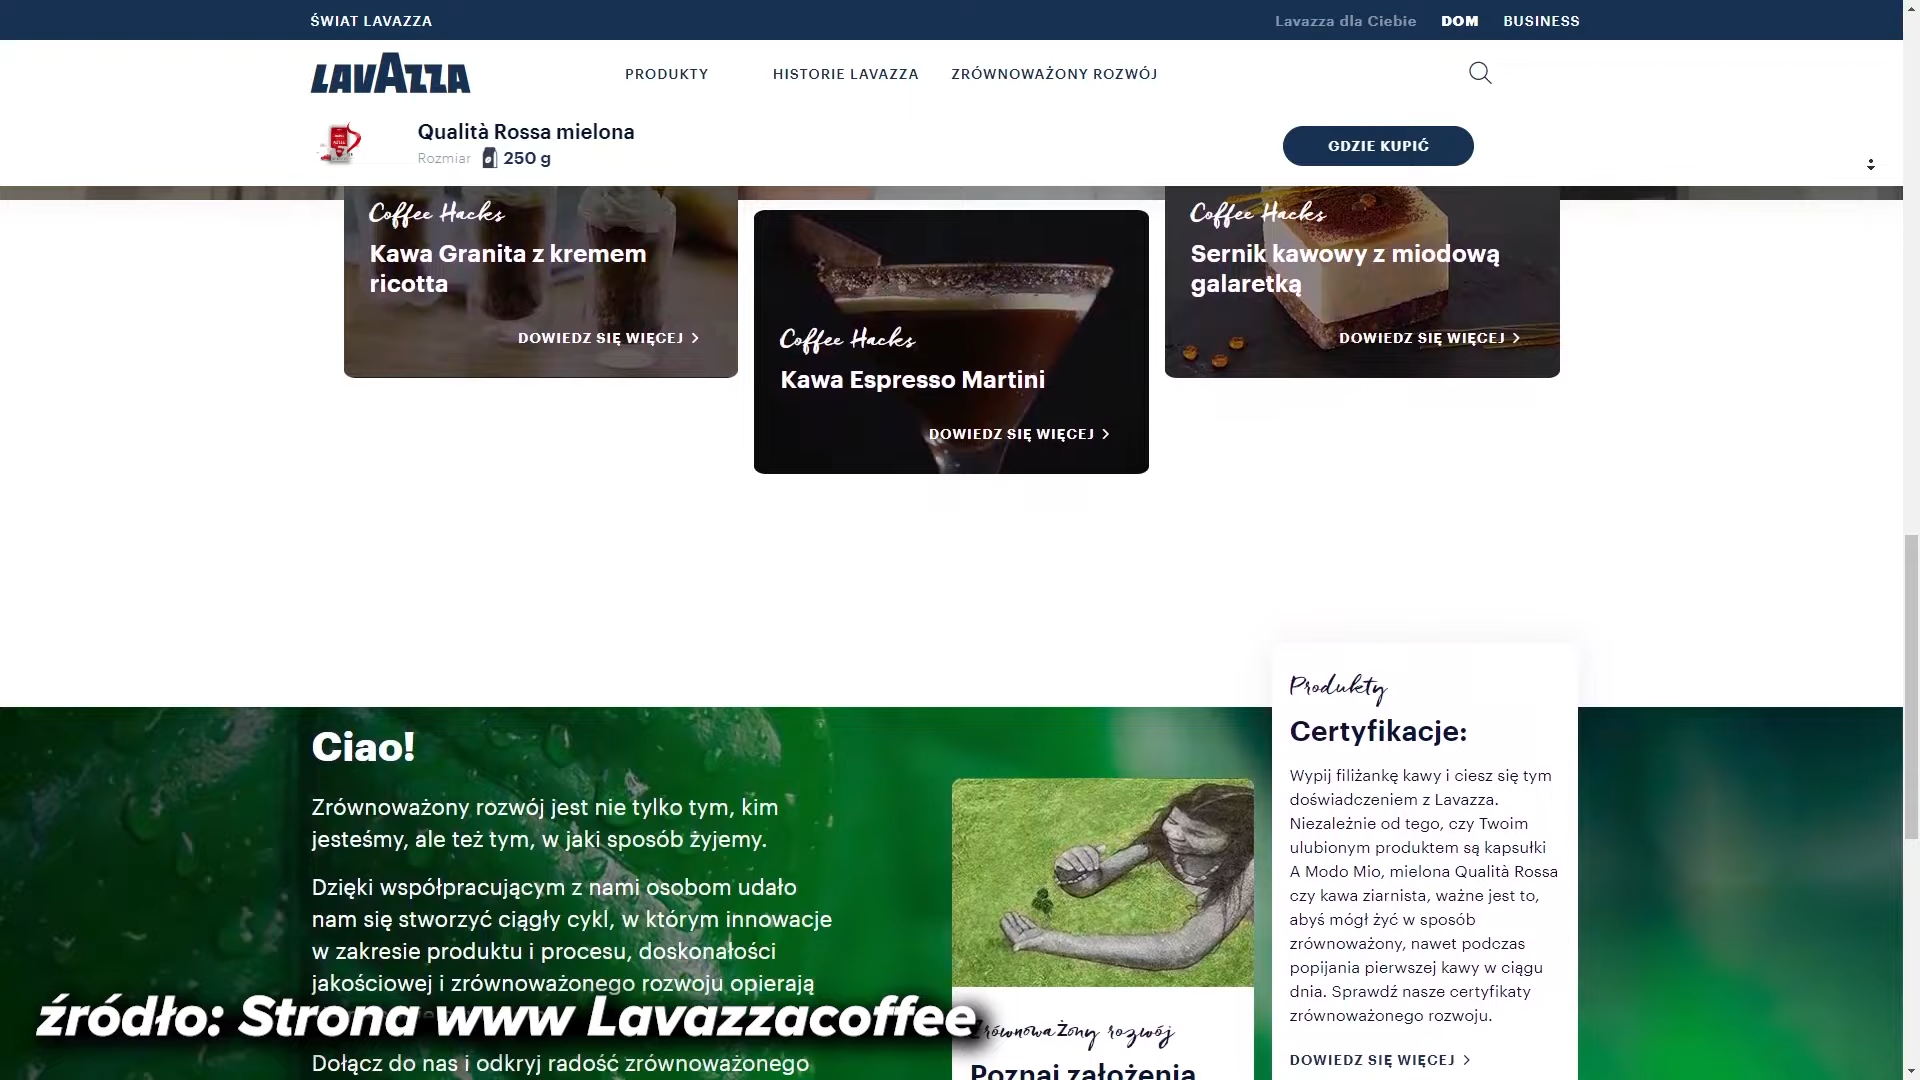 ŚWIAT LAVAZZA
Lavazza dla Ciebie DOM BUSINESS
LAVAZZA
PRODUKTY HISTORIE LAVAZZA ZRÓWNOWAŻONY ROZWÓJ
Qualità Rossa mielona
Rozmiar 250 g
GDZIE KUPIĆ
Coffee Hacks
Kawa Granita z kremem
ricotta
DOWIEDZ SIĘ WIĘCEJ
Coffee Hacks
Kawa Espresso Martini
DOWIEDZ SIĘ WIĘCEJ
Coffee Hacks
Sernik kawowy z miodową
galaretką
DOWIEDZ SIĘ WIĘCEJ
Ciao!
Zrównoważony rozwój jest nie tylko tym, kim
jesteśmy, ale też tym, w jaki sposób żyjemy.
Dzięki współpracującym z nami osobom udało
nam się stworzyć ciągły cykl, w którym innowacje
w zakresie produktu i procesu, doskonałości
jakościowej i zrównoważonego rozwoju opierają
Dołącz do nas i odkryj radość zrównoważonego
źródło: Strona www Lavazzacoffee
równoważony rozwój
Poznaj założenia
Produkty
Certyfikacje:
Wypij filiżankę kawy i ciesz się tym
doświadczeniem z Lavazza.
Niezależnie od tego, czy Twoim
ulubionym produktem są kapsułki
A Modo Mio, mielona Qualità Rossa
czy kawa ziarnista, ważne jest to,
abyś mógł żyć w sposób
zrównoważony, nawet podczas
popijania pierwszej kawy w ciągu
dnia. Sprawdź nasze certyfikaty
zrównoważonego rozwoju.
DOWIEDZ SIĘ WIĘCEJ